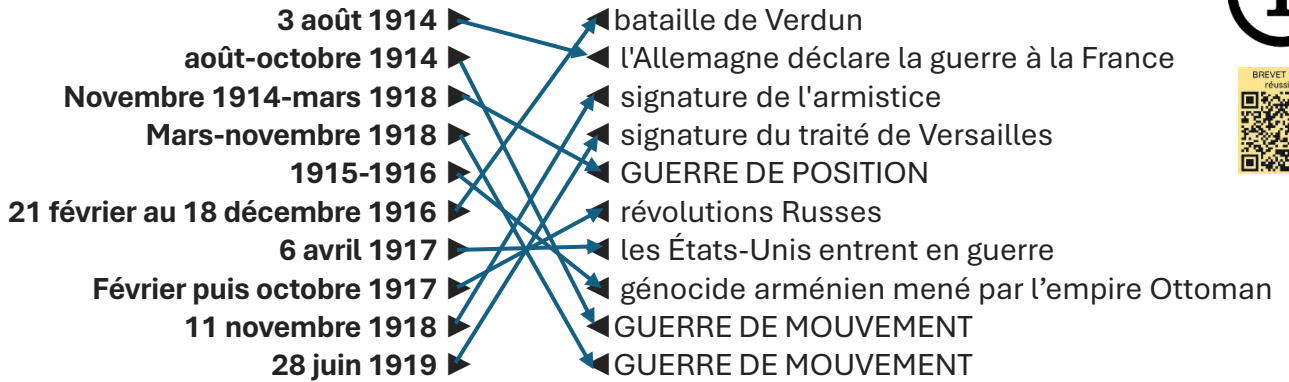 3 août 1914 bataille de Verdun
août-octobre 1914 l'Allemagne déclare la guerre à la France
Novembre 1914-mars 1918 signature de l'armistice
Mars-novembre 1918 signature du traité de Versailles
1915-1916 GUERRE DE POSITION
21 février au 18 décembre 1916 révolutions Russes
6 avril 1917 les États-Unis entrent en guerre
Février puis octobre 1917 génocide arménien mené par l’empire Ottoman
11 novembre 1918 GUERRE DE MOUVEMENT
28 juin 1919 GUERRE DE MOUVEMENT
BREVET
réussi